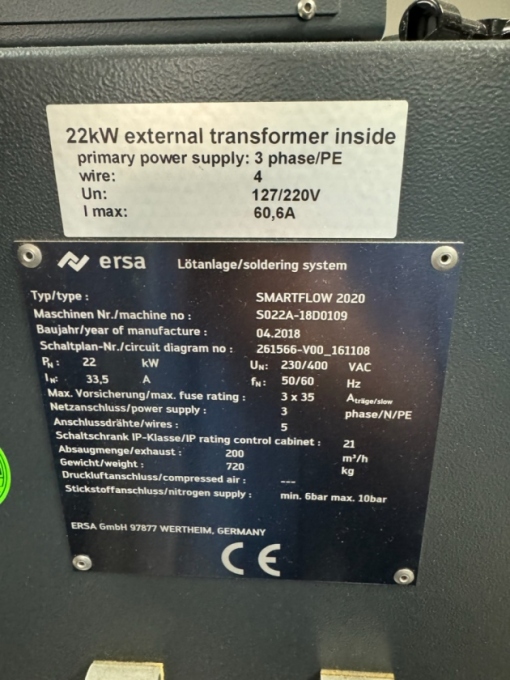 22kW external transformer inside
primary power supply: 3 phase/PE
wire: 4
Un: 127/220V
I max: 60,6A
ersa Lötanlage/soldering system
Typ/type : SMARTFLOW 2020
Maschinen Nr./machine no : S022A-18D0109
Baujahr/year of manufacture : 04.2018
Schaltplan-Nr./circuit diagram no : 261566-V00_161108
PN : 22 kW UN: 230/400 VAC
IN: 33,5 A fN: 50/60 Hz
Max. Vorsicherung/max. fuse rating : 3 x 35 Aträge/slow
Netzanschluss/power supply : 3 phase/N/PE
Anschlussdrähte/wires : 5
Schaltschrank IP-Klasse/IP rating control cabinet : 21
Absaugmenge/exhaust : 200 m³/h
Gewicht/weight : 720 kg
Druckluftanschluss/compressed air : ---
Stickstoffanschluss/nitrogen supply : min. 6bar max. 10bar
ERSA GmbH 97877 WERTHEIM, GERMANY
CE